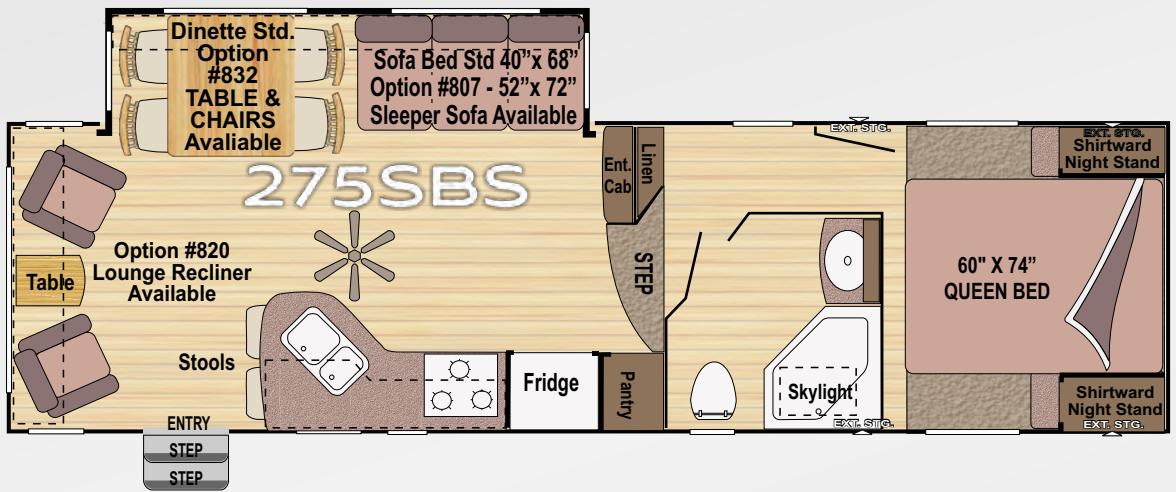 Dinette Std.
Option
#832
TABLE &
CHAIRS
Avaliable
Sofa Bed Std 40”x 68”
Option #807 - 52”x 72”
Sleeper Sofa Available
275SBS
Option #820
Lounge Recliner
Available
Table
Stools
ENTRY
STEP
STEP
Ent.
Cab
Linen
STEP
Fridge
Pantry
EXT. STG.
Skylight
EXT. STG.
60" X 74”
QUEEN BED
EXT. STG.
Shirtward
Night Stand
Shirtward
Night Stand
EXT. STG.